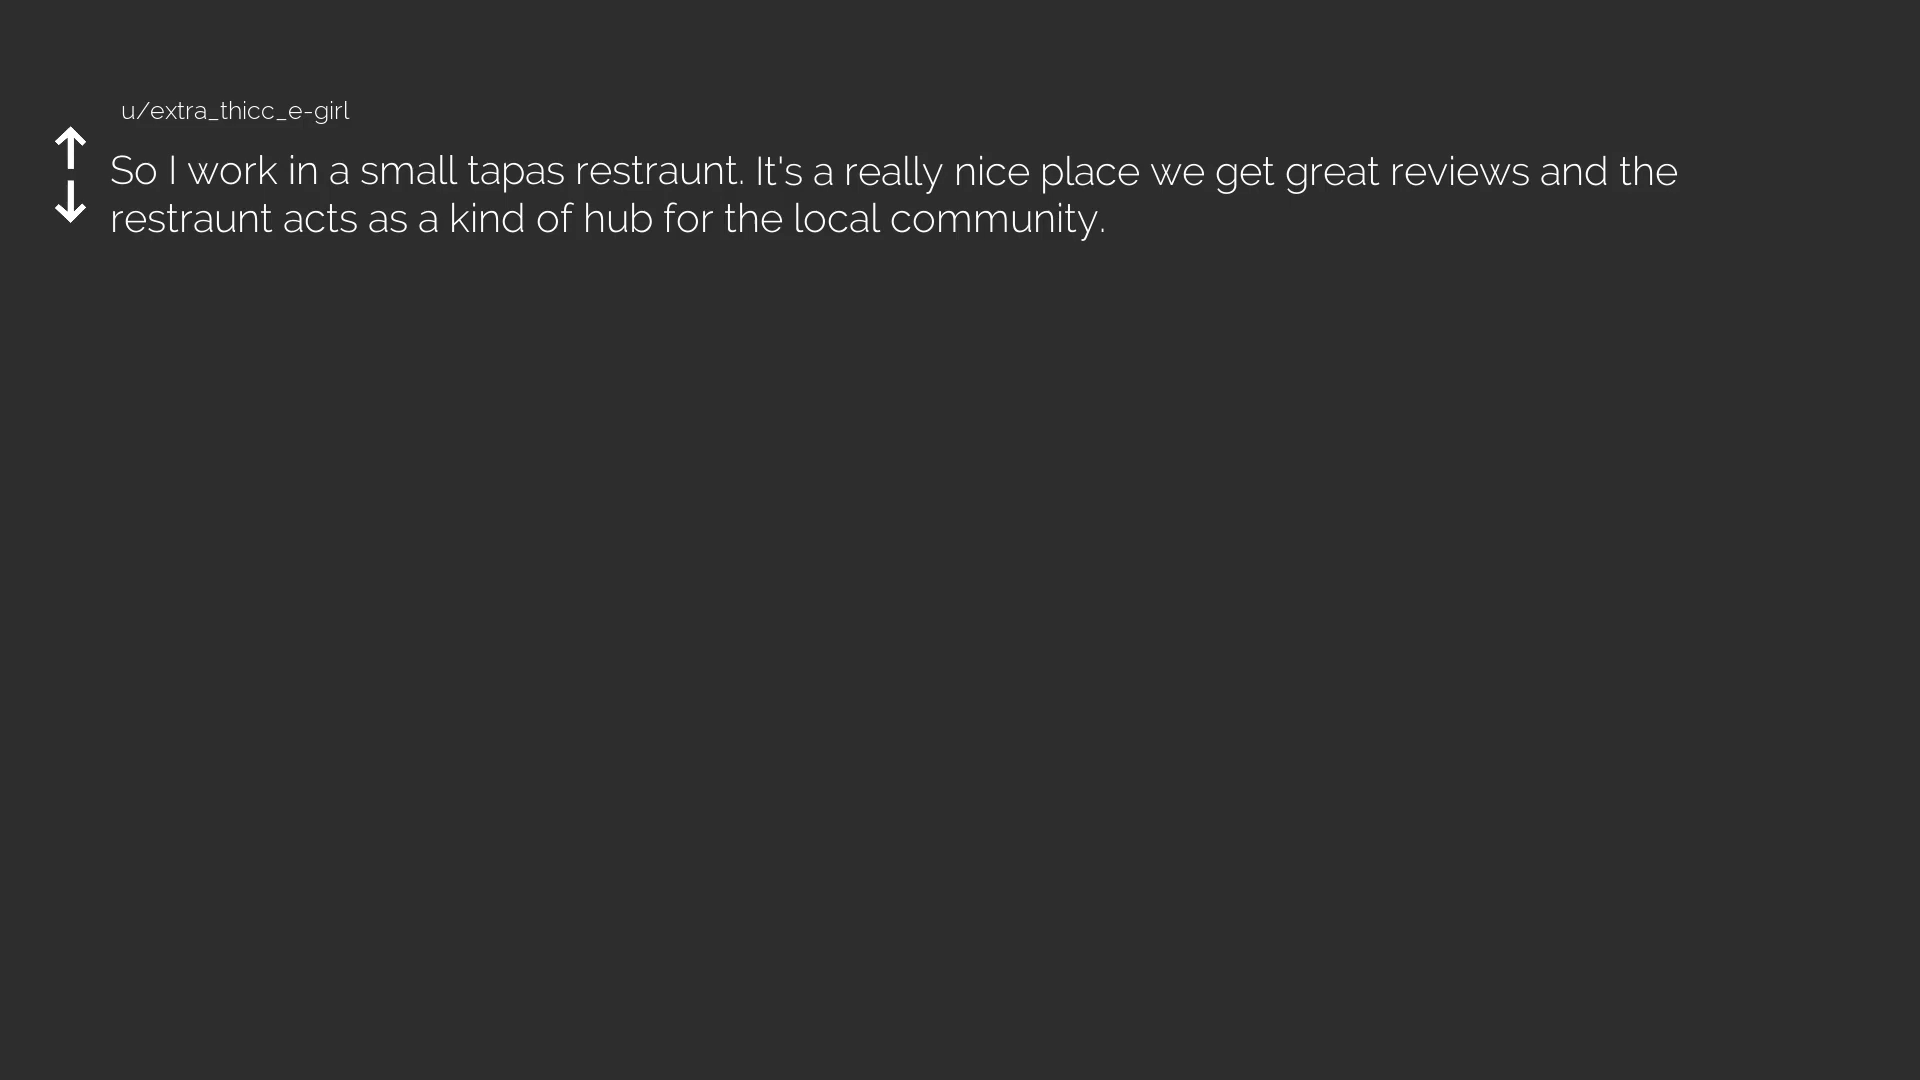 u/extra_thicc_e-girl
So I work in a small tapas restraunt. It's a really nice place we get great reviews and the
restraunt acts as a kind of hub for the local community.